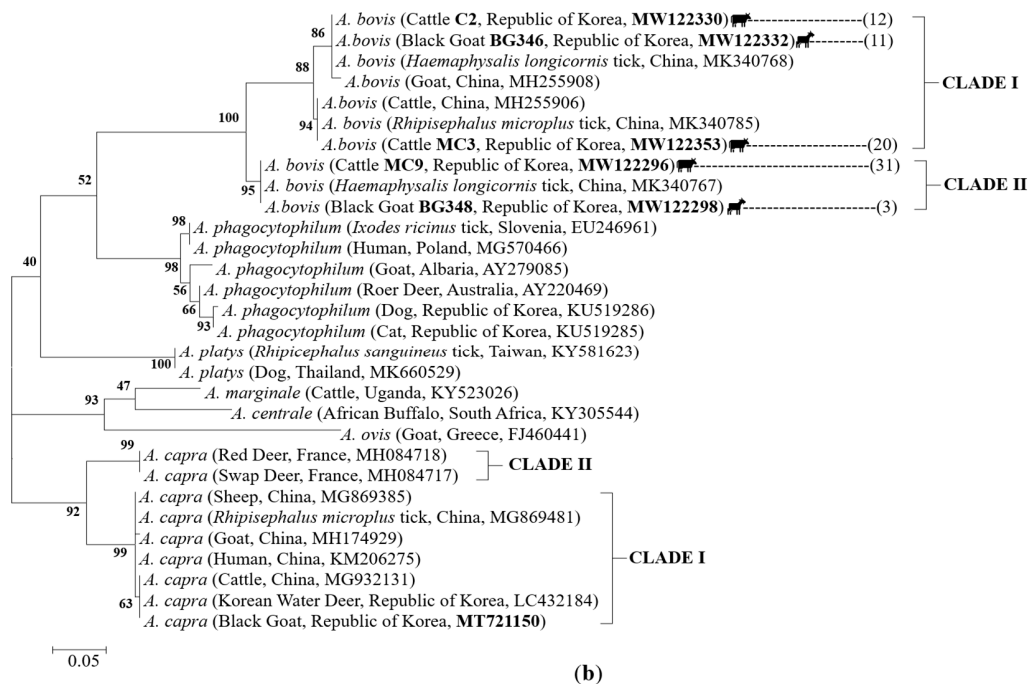 A. bovis (Cattle C2, Republic of Korea, MW122330) (12)
86
A.bovis (Black Goat BG346, Republic of Korea, MW122332) (11)
A. bovis (Haemaphysalis longicornis tick, China, MK340768)
88
A.bovis (Goat, China, MH255908)
CLADE I
A.bovis (Cattle, China, MH255906)
100
A. bovis (Rhipisephalus microplus tick, China, MK340785)
94
A.bovis (Cattle MC3, Republic of Korea, MW122353) (20)
A. bovis (Cattle MC9, Republic of Korea, MW122296) (31)
52
A. bovis (Haemaphysalis longicornis tick, China, MK340767)
CLADE II
95
A.bovis (Black Goat BG348, Republic of Korea, MW122298) (3)
98
A. phagocytophilum (Ixodes ricinus tick, Slovenia, EU246961)
A. phagocytophilum (Human, Poland, MG570466)
40
98
A. phagocytophilum (Goat, Albaria, AY279085)
56
A. phagocytophilum (Roer Deer, Australia, AY220469)
66
A. phagocytophilum (Dog, Republic of Korea, KU519286)
93
A. phagocytophilum (Cat, Republic of Korea, KU519285)
A. platys (Rhipicephalus sanguineus tick, Taiwan, KY581623)
100
A. platys (Dog, Thailand, MK660529)
47
A. marginale (Cattle, Uganda, KY523026)
93
A. centrale (African Buffalo, South Africa, KY305544)
A. ovis (Goat, Greece, FJ460441)
99
A. capra (Red Deer, France, MH084718)
CLADE II
A. capra (Swap Deer, France, MH084717)
A. capra (Sheep, China, MG869385)
92
A. capra (Rhipisephalus microplus tick, China, MG869481)
A. capra (Goat, China, MH174929)
99
A. capra (Human, China, KM206275)
CLADE I
A. capra (Cattle, China, MG932131)
63
A. capra (Korean Water Deer, Republic of Korea, LC432184)
A. capra (Black Goat, Republic of Korea, MT721150)
0.05
(b)